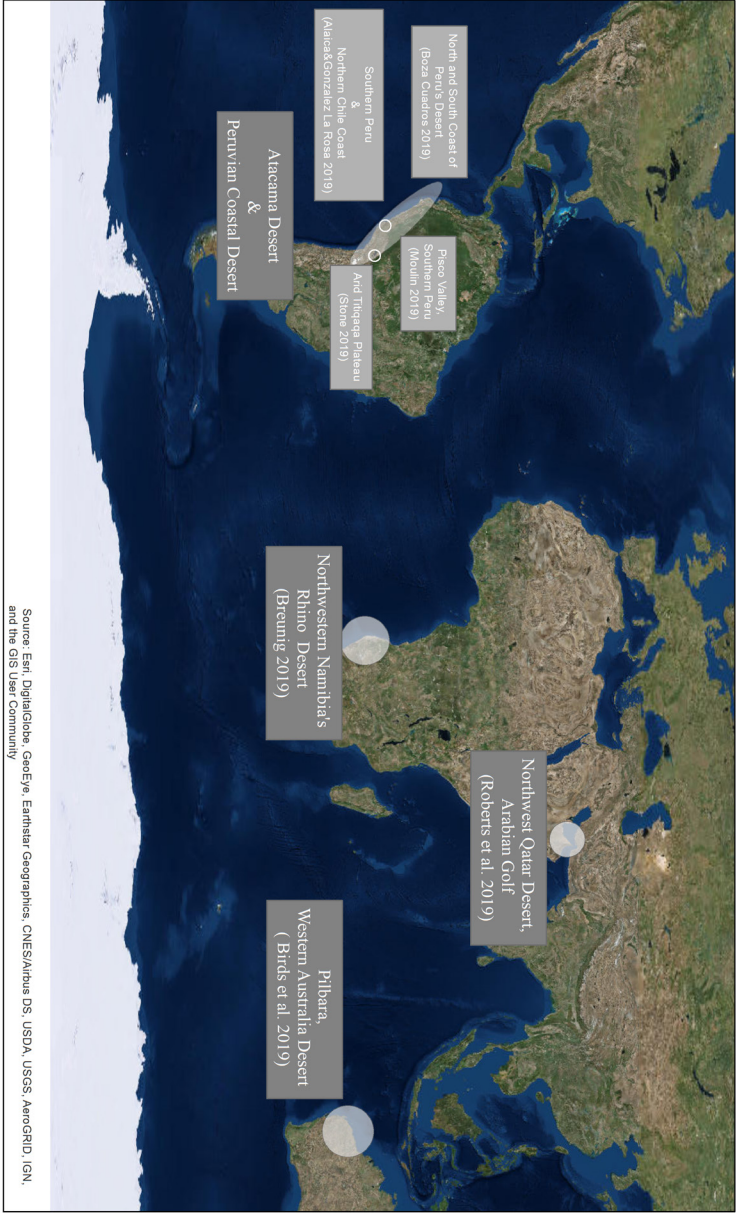 North and South Coast of
Peru's Desert
(Boza Cuadros 2019)
Southern Peru
&
Northern Chile Coast
(Alaica&Gonzalez La Rosa 2019)
Atacama Desert
&
Peruvian Coastal Desert
Pisco Valley,
Southern Peru
(Moulin 2019)
Arid Titiqaqa Plateau
(Stone 2019)
Northwestern Namibia's
Rhino Desert
(Breunig 2019)
Northwest Qatar Desert,
Arabian Golf
(Roberts et al. 2019)
Pilbara,
Western Australia Desert
( Birds et al. 2019)
Source: Esri, DigitalGlobe, GeoEye, Earthstar Geographics, CNES/Airbus DS, USDA, USGS, AeroGRID, IGN,
and the GIS User Community